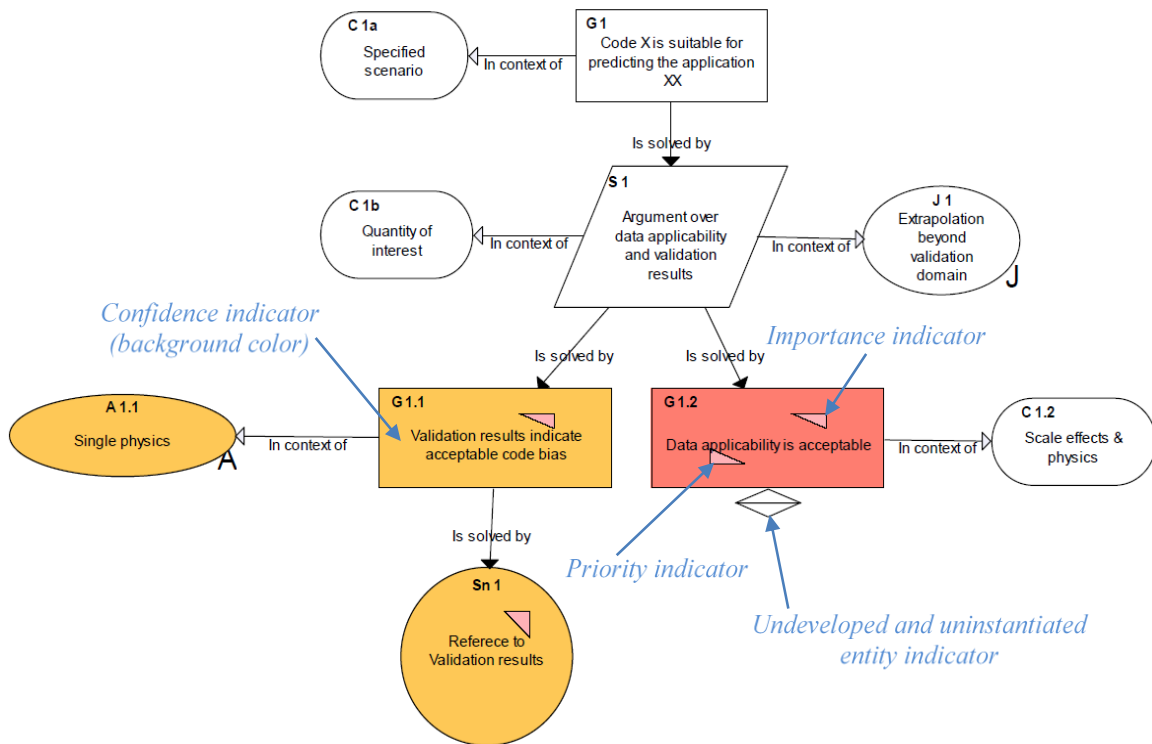 C 1a
Specified
scenario
In context of
G 1
Code X is suitable for
predicting the application
XX
Is solved by
C 1b
Quantity of
interest
In context of
S 1
Argument over
data applicability
and validation
results
In context of
J 1
Extrapolation
beyond
validation
domain
J
Confidence indicator
(background color)
Is solved by
Is solved by
Importance indicator
A 1.1
Single physics
A
In context of
G 1.1
Validation results indicate
acceptable code bias
G 1.2
Data applicability is acceptable
In context of
C 1.2
Scale effects &
physics
Is solved by
Priority indicator
Sn 1
Referece to
Validation results
Undeveloped and uninstantiated
entity indicator